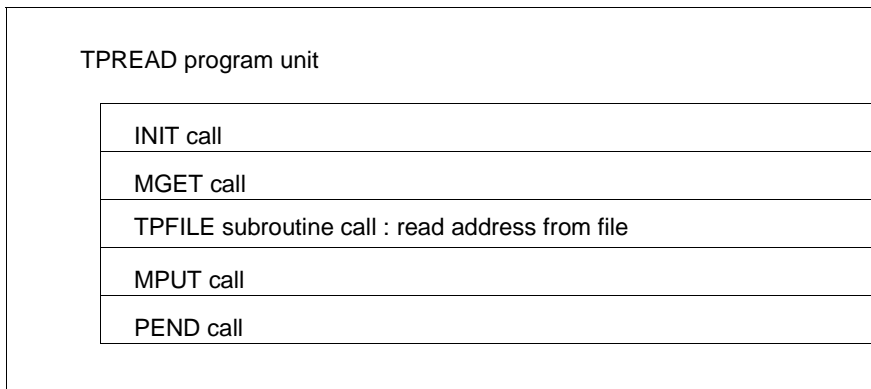 TPREAD program unit
INIT call
MGET call
TPFILE subroutine call : read address from file
MPUT call
PEND call